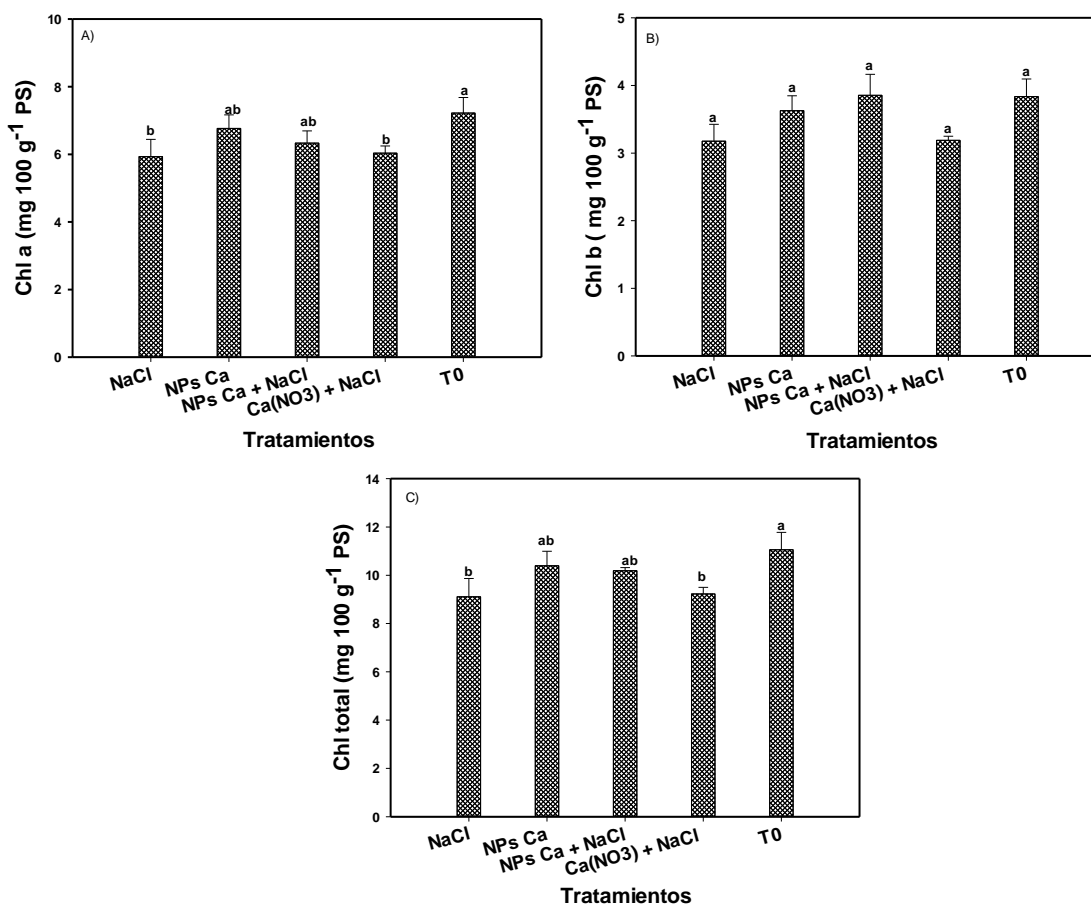 A)
Chl a (mg 100 g-1 PS)
10
8
6
4
2
0
b
ab
ab
b
a
NaCl
NPs Ca
NPs Ca + NaCl
Ca(NO3) + NaCl
T0
Tratamientos
B)
Chl b ( mg 100 g-1 PS)
5
4
3
2
1
0
a
a
a
a
a
NaCl
NPs Ca
NPs Ca + NaCl
Ca(NO3) + NaCl
T0
Tratamientos
C)
Chl total (mg 100 g-1 PS)
14
12
10
8
6
4
2
0
b
ab
ab
b
a
NaCl
NPs Ca
NPs Ca + NaCl
Ca(NO3) + NaCl
T0
Tratamientos